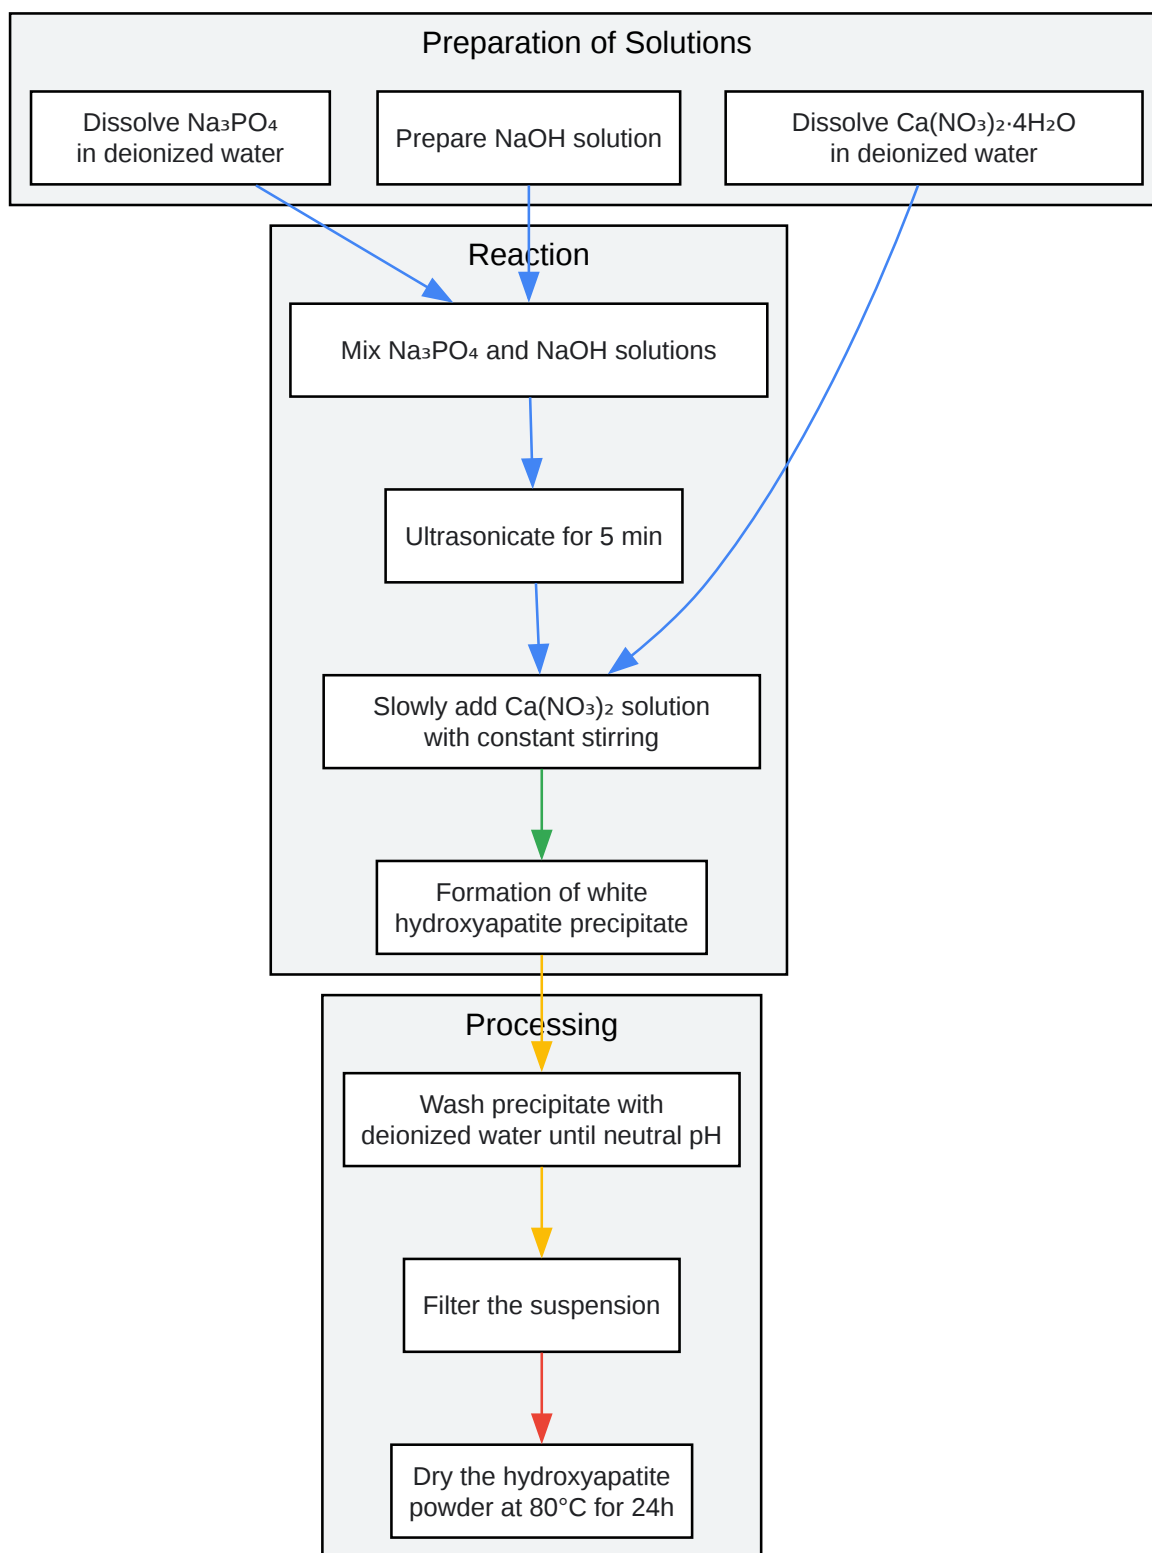 Preparation of Solutions
Dissolve Na₃PO₄
in deionized water
Prepare NaOH solution
Dissolve Ca(NO₃)₂·4H₂O
in deionized water
Reaction
Mix Na₃PO₄ and NaOH solutions
Ultrasonicate for 5 min
Slowly add Ca(NO₃)₂ solution
with constant stirring
Formation of white
hydroxyapatite precipitate
Processing
Wash precipitate with
deionized water until neutral pH
Filter the suspension
Dry the hydroxyapatite
powder at 80°C for 24h